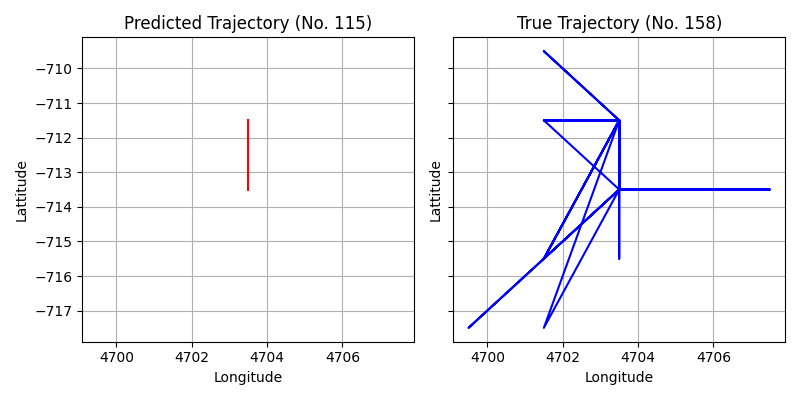 Predicted Trajectory (No. 115)
True Trajectory (No. 158)
−710
−711
−712
−713
−714
−715
−716
−717
Lattitude
Lattitude
4700 4702 4704 4706
4700 4702 4704 4706
Longitude
Longitude